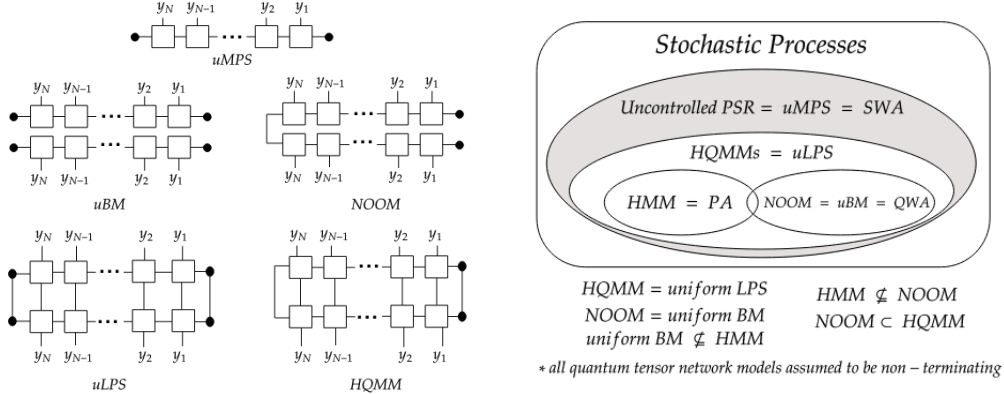 y_N y_{N−1} y_2 y_1
uMPS
y_N y_{N−1} y_2 y_1
y_N y_{N−1} y_2 y_1
uBM
y_N y_{N−1} y_2 y_1
y_N y_{N−1} y_2 y_1
NOOM
y_N y_{N−1} y_2 y_1
y_N y_{N−1} y_2 y_1
uLPS
y_N y_{N−1} y_2 y_1
y_N y_{N−1} y_2 y_1
HQMM
Stochastic Processes
Uncontrolled PSR = uMPS = SWA
HQMMs = uLPS
HMM = PA
NOOM = uBM = QWA
HQMM = uniform LPS
NOOM = uniform BM
uniform BM ⊈ HMM
HMM ⊈ NOOM
NOOM ⊂ HQMM
* all quantum tensor network models assumed to be non − terminating